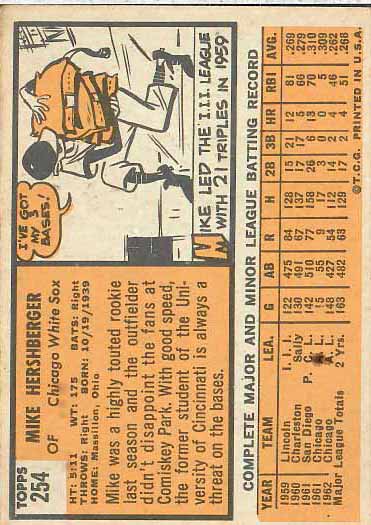 TOPPS
254
MIKE HERSHBERGER
OF Chicago White Sox
HT: 5:11 WT: 175 BATS: Right
THROWS: Right BORN: 10/19/1939
HOME: Massilion, Ohio
Mike was a highly touted rookie
last season and the outfielder
didn't disappoint the fans at
Comiskey Park. With good speed,
the former student of the Uni-
versity of Cincinnati is always a
threat on the bases.
I'VE GOT
MY 3
BASES!
MIKE LED THE I.I.I. LEAGUE
WITH 21 TRIPLES IN 1959
COMPLETE MAJOR AND MINOR LEAGUE BATTING RECORD
YEAR TEAM LEA. G AB R H 2B 3B HR RBI AVG.
1959 Lincoln I. I. I. 122 475 84 128 15 21 12 81 .269
1960 Charleston Sally 130 491 67 137 21 17 5 66 .279
1961 San Diego P. C. L. 142 510 77 158 26 6 13 70 .310
1961 Chicago A. L. 15 55 9 17 3 0 0 5 .309
1962 Chicago A. L. 148 427 54 112 14 2 4 46 .262
Major League Totals 2 Yrs. 163 482 63 129 17 2 4 51 .268
©T.C.G. PRINTED IN U.S.A.